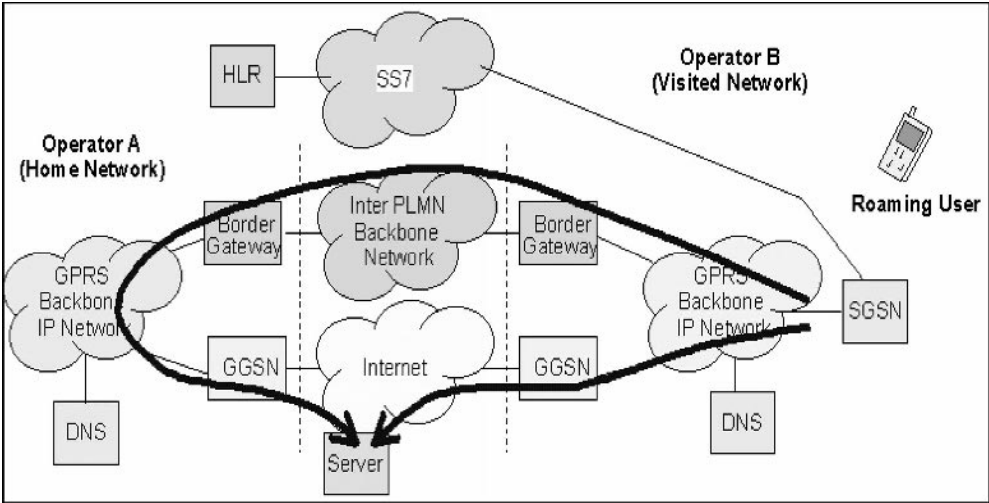 HLR
SS7
Operator B
(Visited Network)
Operator A
(Home Network)
Roaming User
Border
Gateway
Inter PLMN
Backbone
Network
Border
Gateway
GPRS
Backbone
IP Network
GPRS
Backbone
IP Network
SGSN
GGSN
Internet
GGSN
DNS
DNS
Server